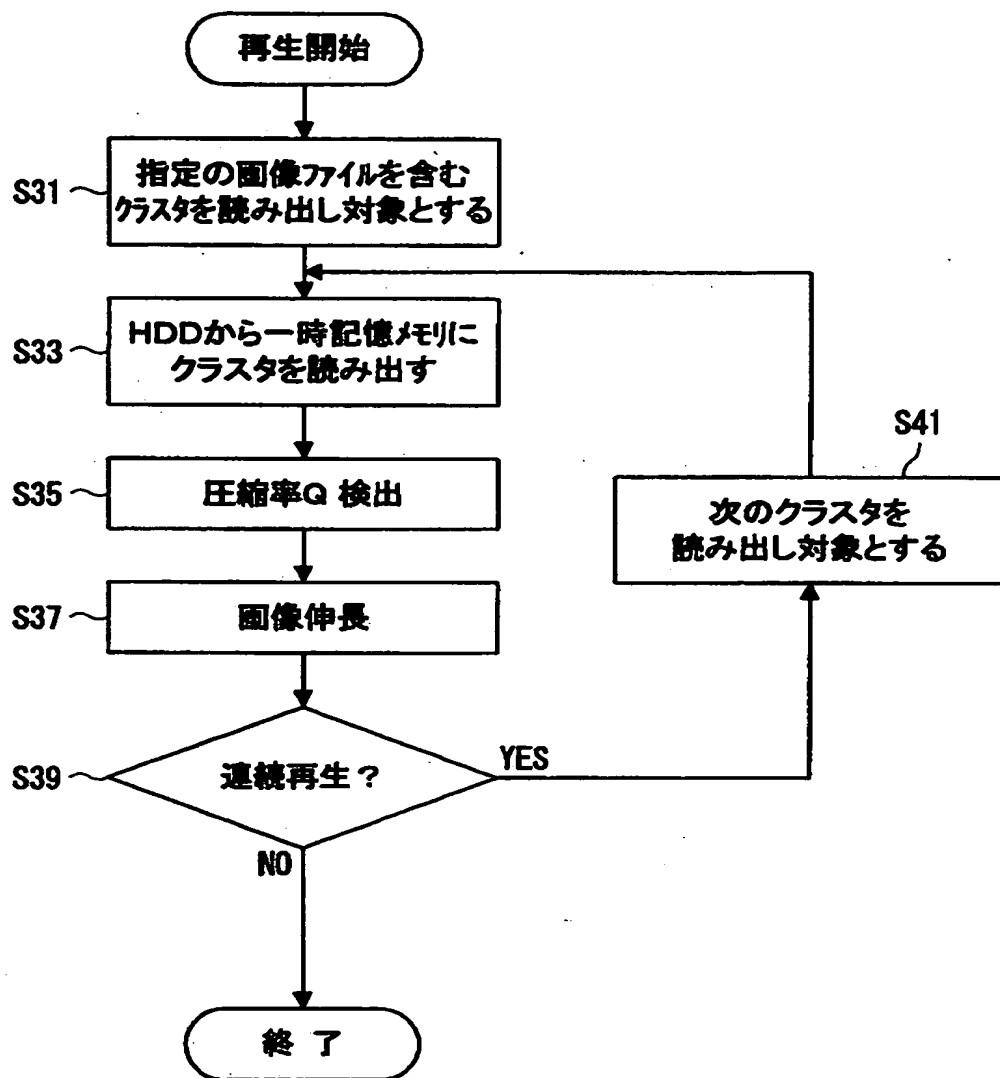 再生開始
S31
指定の画像ファイルを含む
クラスタを読み出し対象とする
S33
HDDから一時記憶メモリに
クラスタを読み出す
S41
次のクラスタを
読み出し対象とする
S35
圧縮率Q 検出
S37
画像伸長
S39
連続再生？
YES
NO
終 了